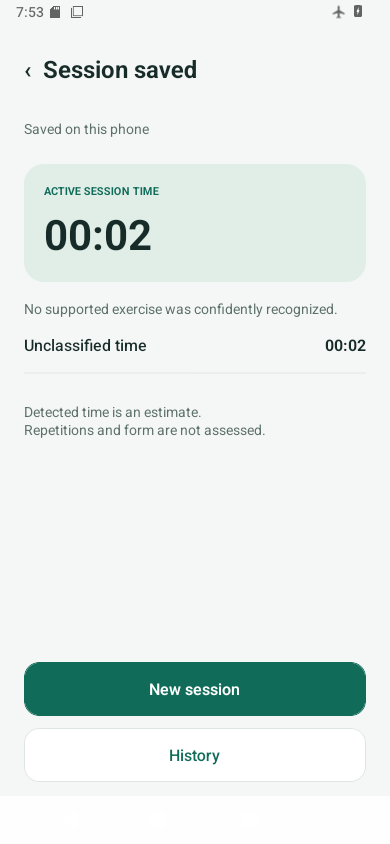 7:53
‹ Session saved
Saved on this phone
ACTIVE SESSION TIME
00:02
No supported exercise was confidently recognized.
Unclassified time 00:02
Detected time is an estimate.
Repetitions and form are not assessed.
New session
History